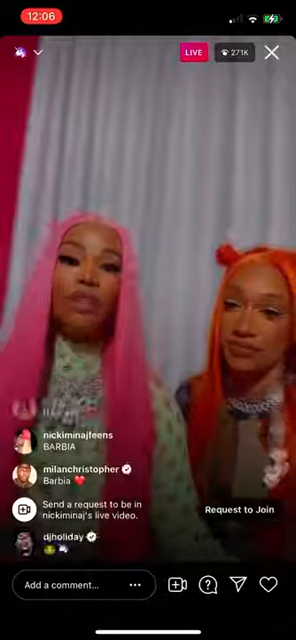 12:06
LIVE
271K
nickiminajfeens
BARBIA
milanchristopher
Barbia ❤️
Send a request to be in
nickiminaj's live video.
Request to Join
djholiday
Add a comment...